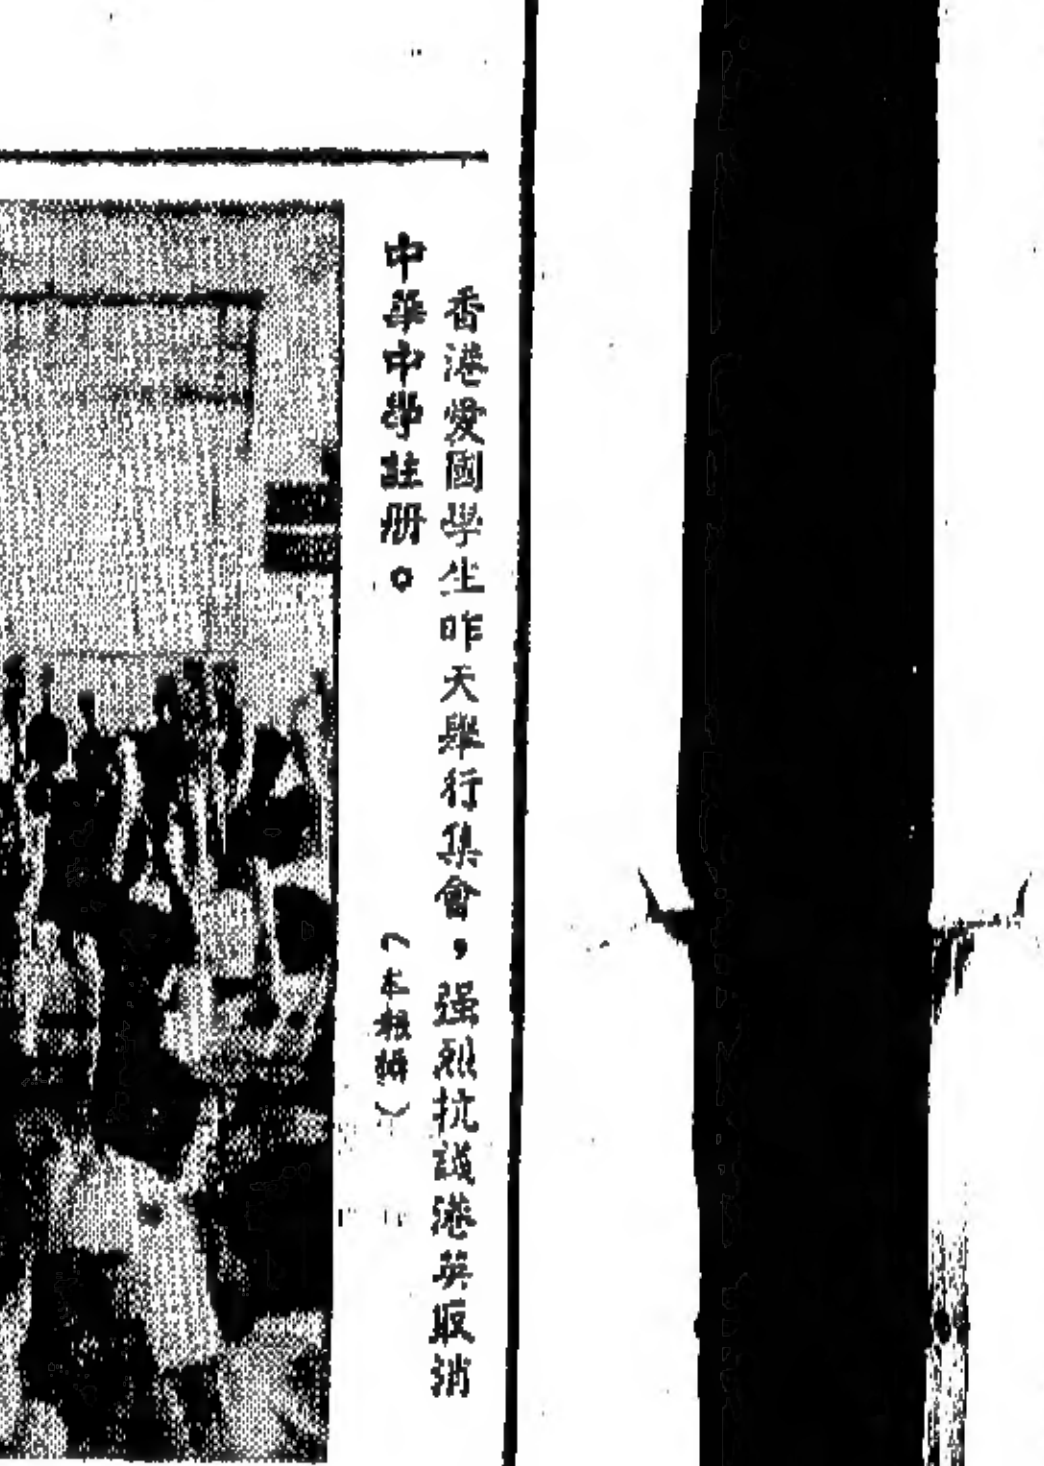 香港愛國學生昨天舉行集會，强烈抗議港英取消
中華中學註册。
（本報攝）